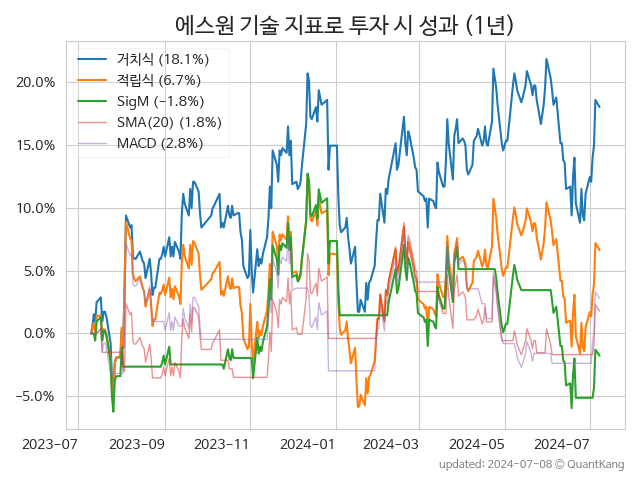 에스원 기술 지표로 투자 시 성과 (1년)
거치식 (18.1%)
적립식 (6.7%)
SigM (−1.8%)
SMA(20) (1.8%)
MACD (2.8%)
20.0%
15.0%
10.0%
5.0%
0.0%
−5.0%
2023−07 2023−09 2023−11 2024−01 2024−03 2024−05 2024−07
updated: 2024−07−08 © QuantKang